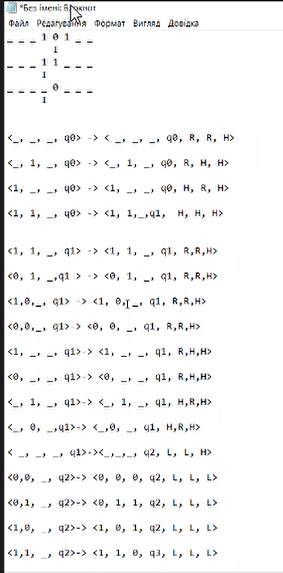 *Без імені: Блокнот
Файл Редагування Формат Вигляд Довідка
_ _ _ 1 0 1 _ _
I
_ _ _ 1 1 _ _ _
I
_ _ _ _ 0 _ _ _
I
<_, _, _, q0> -> < _, _, _, q0, R, R, H>
<_, 1, _, q0> -> <_, 1, _, q0, R, H, H>
<1, _, _, q0> -> <1, _, _, q0, H, R, H>
<1, 1, _, q0> -> <1, 1,_,q1, H, H, H>
<1, 1, _, q1> -> <1, 1, _, q1, R,R,H>
<0, 1, _,q1 > -> <0, 1, _, q1, R,R,H>
<1,0,_, q1> -> <1, 0,_, q1, R,R,H>
<0,0,_, q1>-> <0, 0, _, q1, R,R,H>
<1, _, _, q1>-> <1, _, _, q1, R,H,H>
<0, _, _, q1>-> <0, _, _, q1, R,H,H>
<_, 1, _, q1>-> <_, 1, _, q1, H,R,H>
<_, 0, _,q1>-> <_,0, _, q1, H,R,H>
< _, _, _, q1>-><_,_,_, q2, L, L, H>
<0,0, _, q2>-> <0, 0, 0, q2, L, L, L>
<0,1, _, q2>-> <0, 1, 1, q2, L, L, L>
<1,0, _, q2>-> <1, 0, 1, q2, L, L, L>
<1,1, _, q2>-> <1, 1, 0, q3, L, L, L>